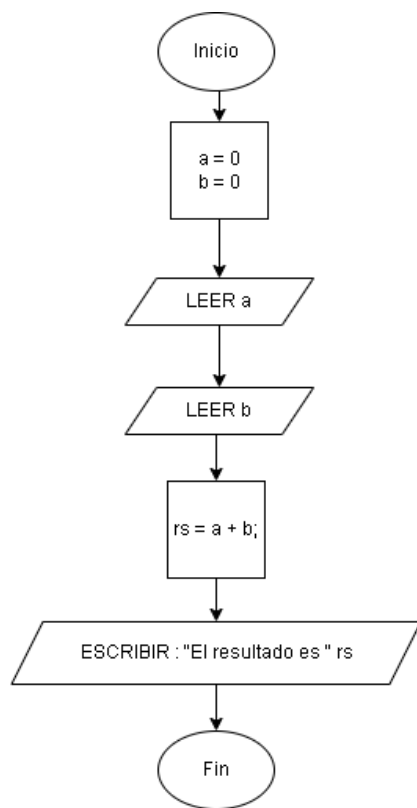 Inicio
a = 0
b = 0
LEER a
LEER b
rs = a + b;
ESCRIBIR : "El resultado es " rs
Fin